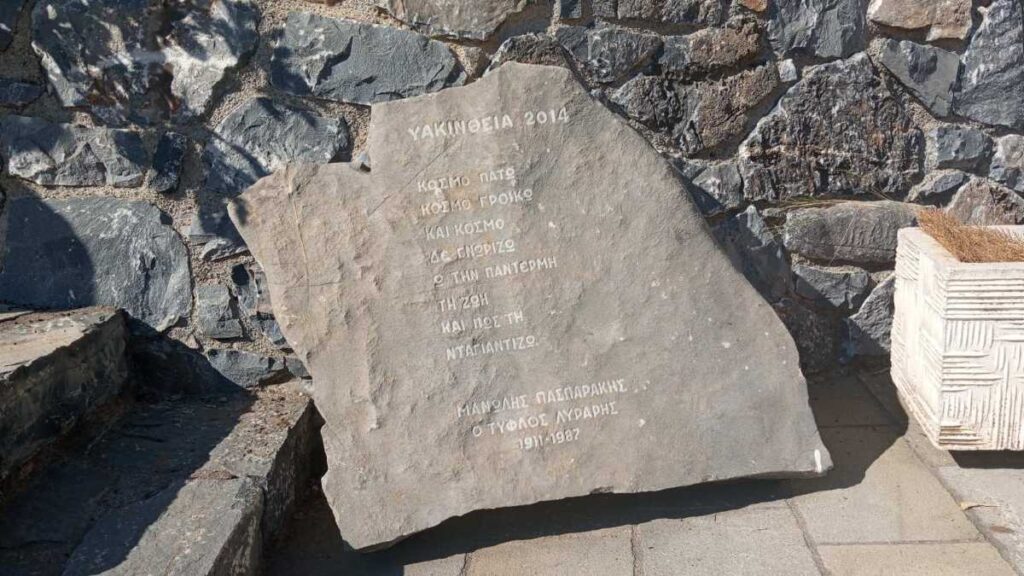 ΥΑΚΙΝΘΕΙΑ 2014
ΚΟΣΜΟ ΠΑΤΩ
ΚΟΣΜΟ ΓΡΟΙΚΩ
ΚΑΙ ΚΟΣΜΟ
ΔΕ ΓΝΩΡΙΖΩ
Ω ΤΗΝ ΠΑΝΤΕΡΜΗ
ΤΗ ΖΩΗ
ΚΑΙ ΠΩΣ ΤΗ
ΝΤΑΓΙΑΝΤΙΖΩ.
ΜΑΝΩΛΗΣ ΠΑΣΠΑΡΑΚΗΣ
Ο ΤΥΦΛΟΣ ΛΥΡΑΡΗΣ
1911-1987